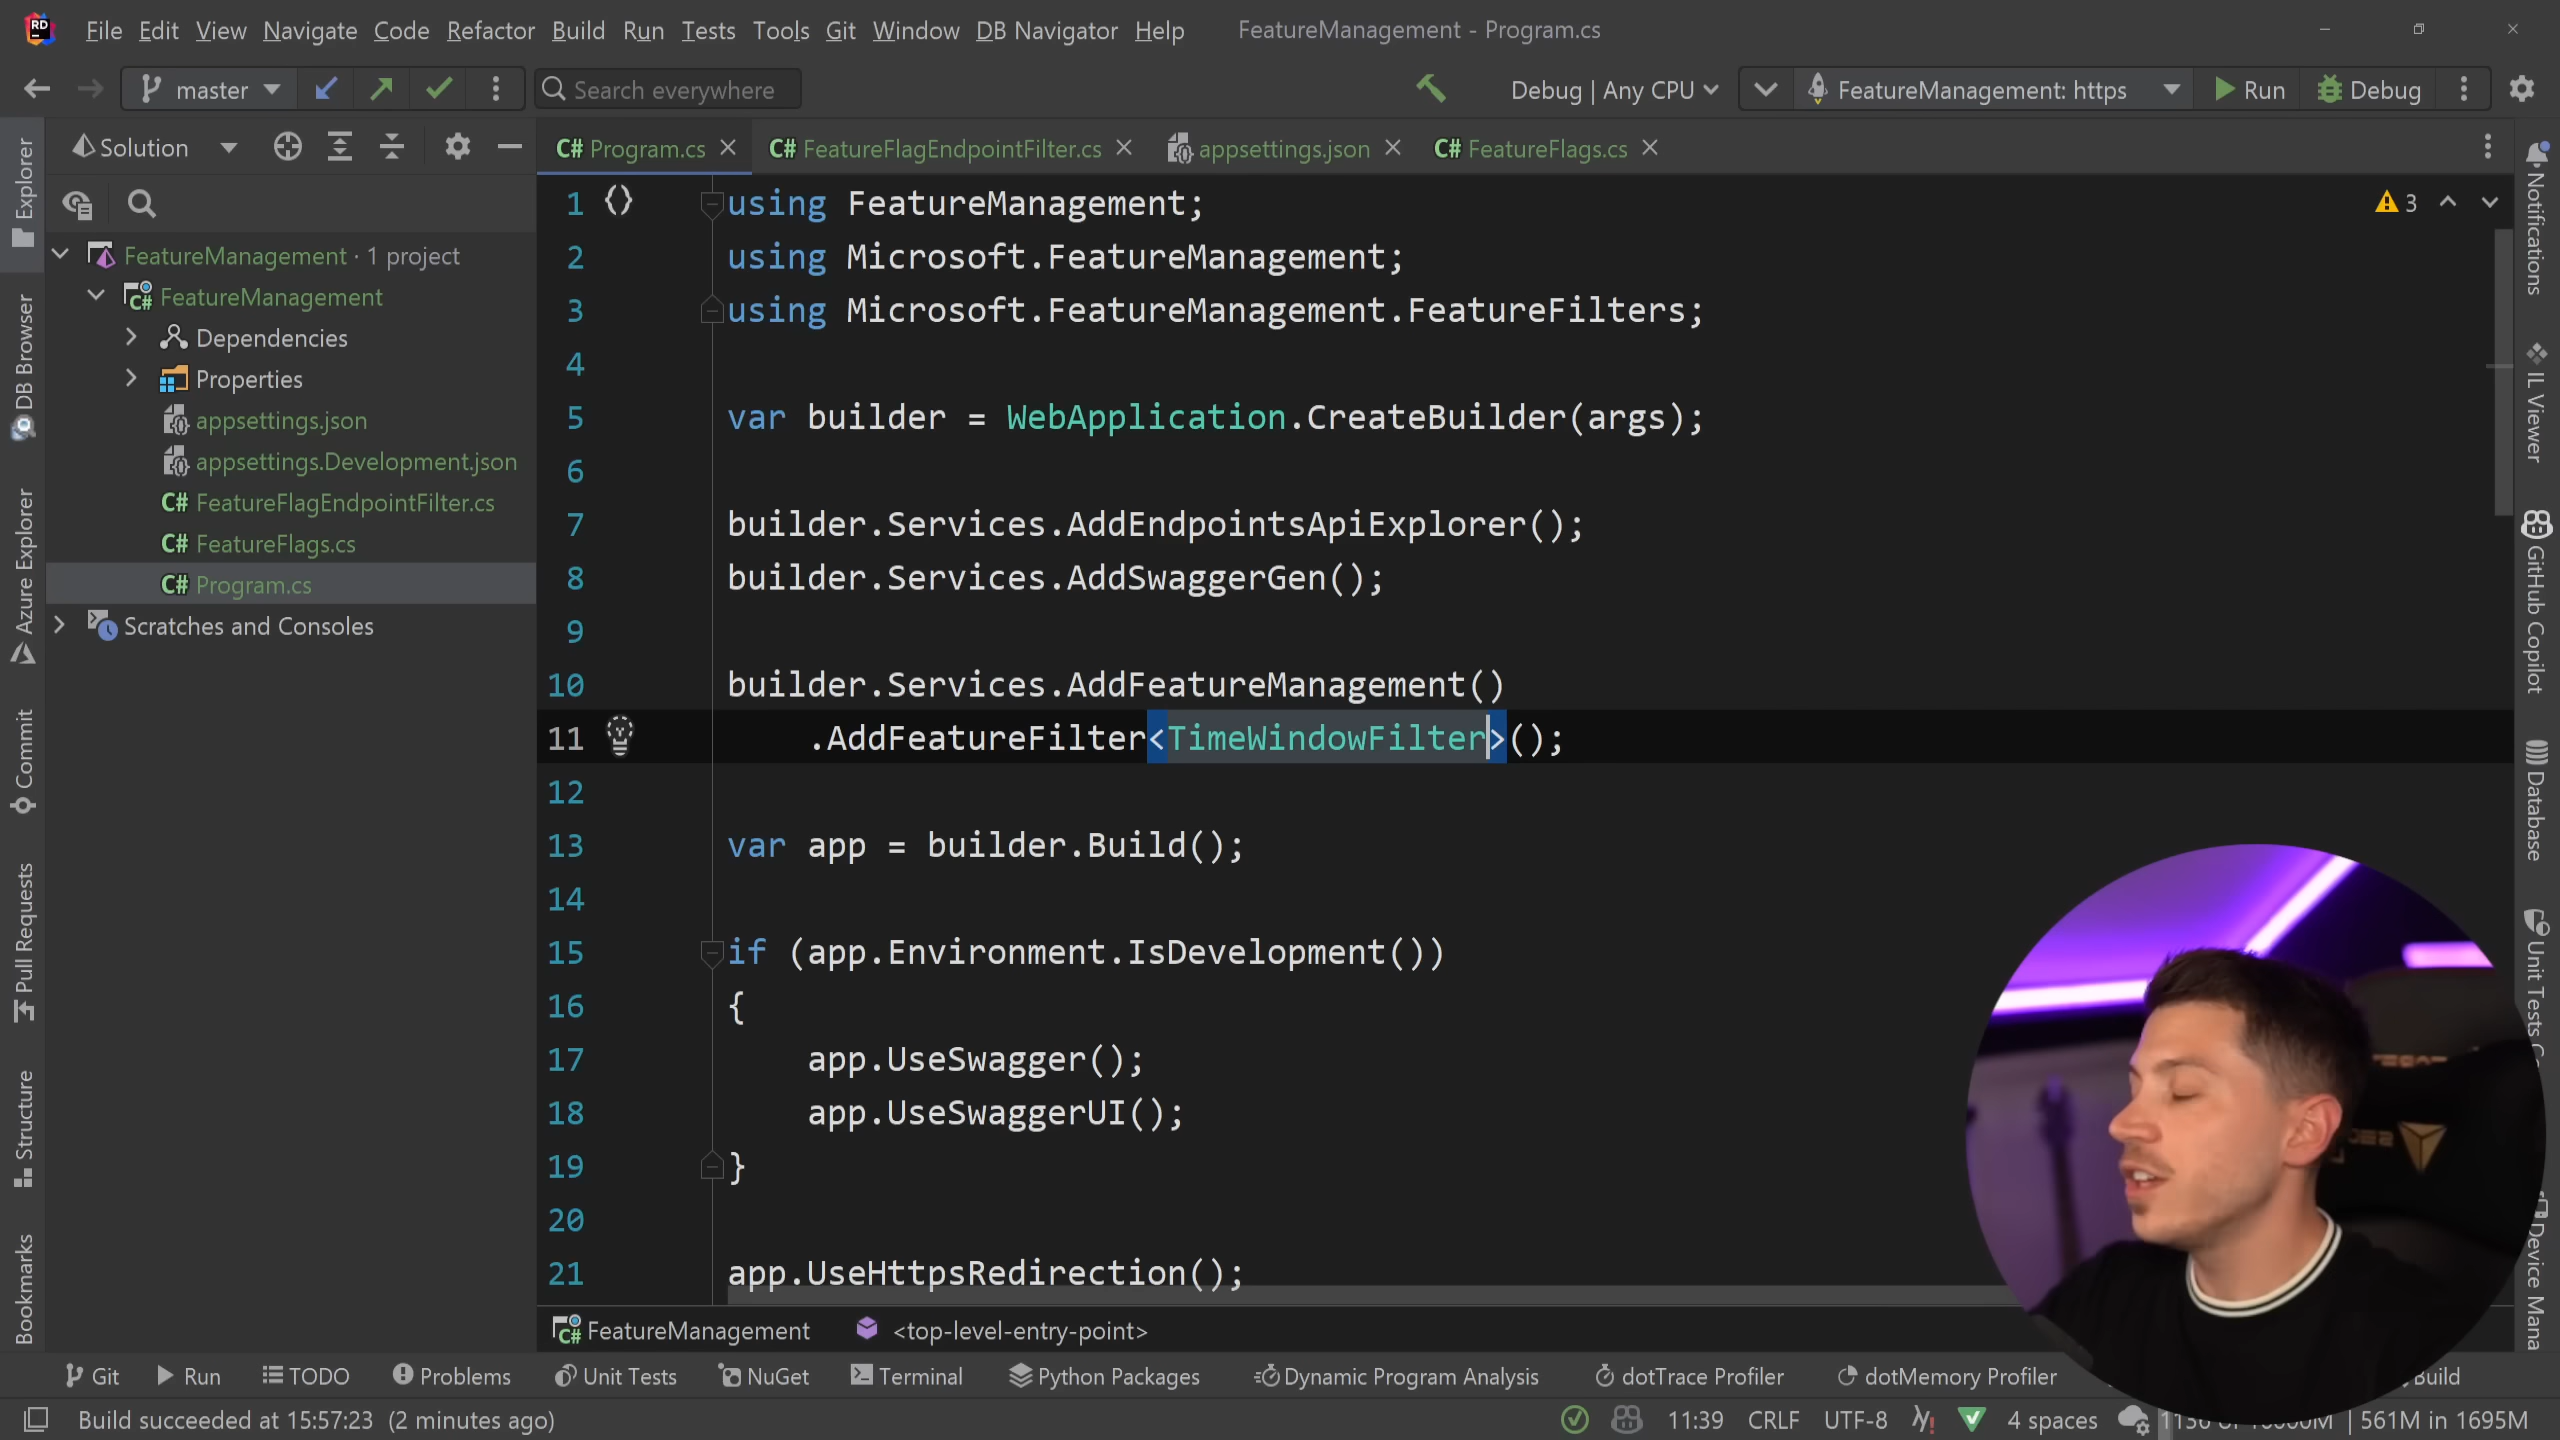 File Edit View Navigate Code Refactor Build Run Tests Tools Git Window DB Navigator Help FeatureManagement - Program.cs
master Search everywhere Debug | Any CPU FeatureManagement: https Run Debug
Solution
C# Program.cs C# FeatureFlagEndpointFilter.cs appsettings.json C# FeatureFlags.cs
FeatureManagement · 1 project
FeatureManagement
Dependencies
Properties
appsettings.json
appsettings.Development.json
C# FeatureFlagEndpointFilter.cs
C# FeatureFlags.cs
C# Program.cs
Scratches and Consoles
Explorer
DB Browser
Azure Explorer
Commit
Pull Requests
Structure
Bookmarks
3
1 using FeatureManagement;
2 using Microsoft.FeatureManagement;
3 using Microsoft.FeatureManagement.FeatureFilters;
4
5 var builder = WebApplication.CreateBuilder(args);
6
7 builder.Services.AddEndpointsApiExplorer();
8 builder.Services.AddSwaggerGen();
9
10 builder.Services.AddFeatureManagement()
11 .AddFeatureFilter<TimeWindowFilter>();
12
13 var app = builder.Build();
14
15 if (app.Environment.IsDevelopment())
16 {
17 app.UseSwagger();
18 app.UseSwaggerUI();
19 }
20
21 app.UseHttpsRedirection();
Notifications
IL Viewer
GitHub Copilot
Database
Unit Tests
Device Mana
FeatureManagement <top-level-entry-point>
Git Run TODO Problems Unit Tests NuGet Terminal Python Packages Dynamic Program Analysis dotTrace Profiler dotMemory Profiler Build
Build succeeded at 15:57:23 (2 minutes ago) 11:39 CRLF UTF-8 4 spaces | 561M in 1695M